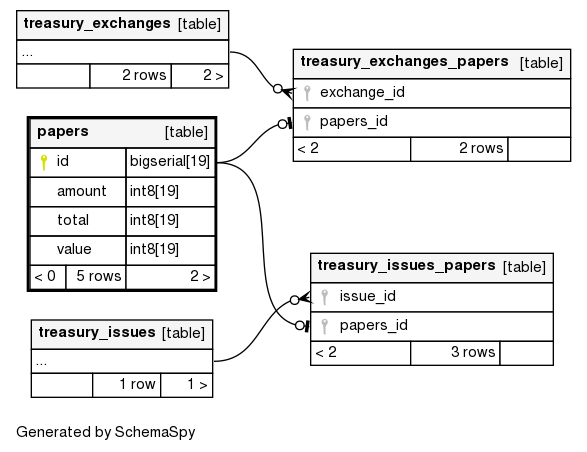 treasury_exchanges [table]
...
2 rows 2 >
treasury_exchanges_papers [table]
exchange_id
papers_id
< 2 2 rows
papers [table]
id bigserial[19]
amount int8[19]
total int8[19]
value int8[19]
< 0 5 rows 2 >
treasury_issues_papers [table]
issue_id
papers_id
< 2 3 rows
treasury_issues [table]
...
1 row 1 >
Generated by SchemaSpy